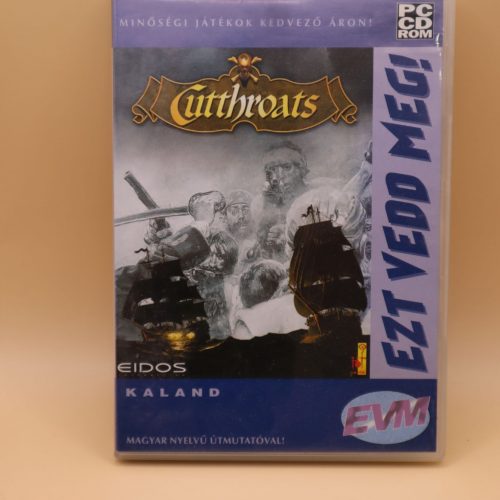 MINŐSÉGI JÁTÉKOK KEDVEZŐ ÁRON!
PC
CD
ROM
Cutthroats
EZT VEDD MEG!
EIDOS
KALAND
EVM
MAGYAR NYELVŰ ÚTMUTATÓVAL!